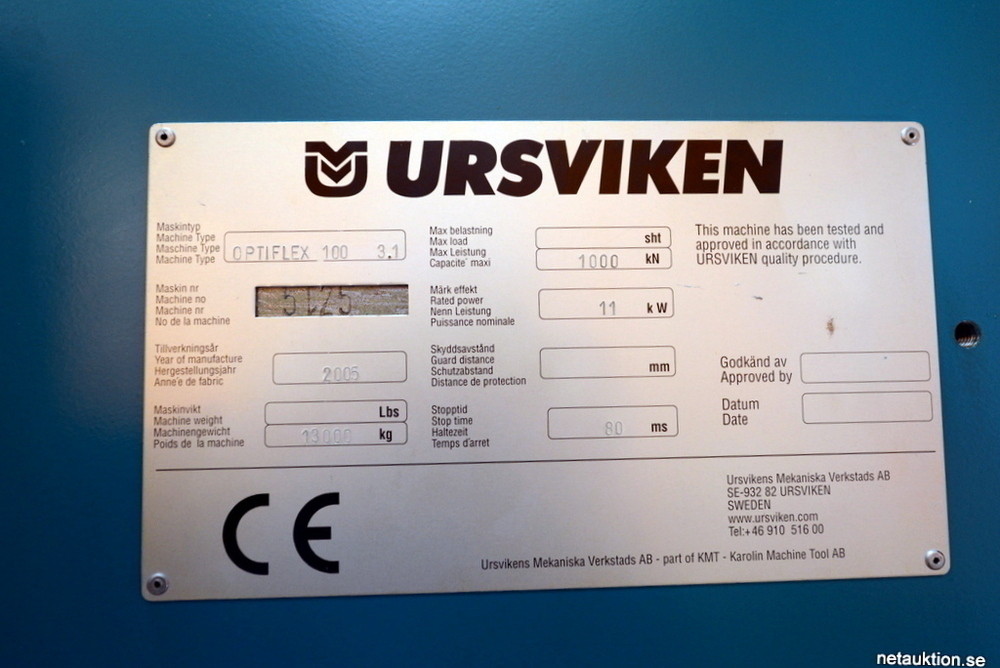 URSVIKEN
Maskintyp
Machine Type
Maschine Type
Machine Type
OPTIFLEX 100 3.1
Maskin nr
Machine no
Machine nr
No de la machine
5125
Tillverkningsår
Year of manufacture
Hergestellungsjahr
Anne'e de fabric
2005
Maskinvikt
Machine weight
Machinengewicht
Poids de la machine
Lbs
13000 kg
Max belastning
Max load
Max Leistung
Capacite' maxi
sht
1000 kN
Märk effekt
Rated power
Nenn Leistung
Puissance nominale
11 kW
Skyddsavstånd
Guard distance
Schutzabstand
Distance de protection
mm
Stopptid
Stop time
Haltezeit
Temps d'arret
80 ms
This machine has been tested and
approved in accordance with
URSVIKEN quality procedure.
Godkänd av
Approved by
Datum
Date
CE
Ursvikens Mekaniska Verkstads AB
SE-932 82 URSVIKEN
SWEDEN
www.ursviken.com
Tel:+46 910 516 00
Ursvikens Mekaniska Verkstads AB - part of KMT - Karolin Machine Tool AB
netauktion.se